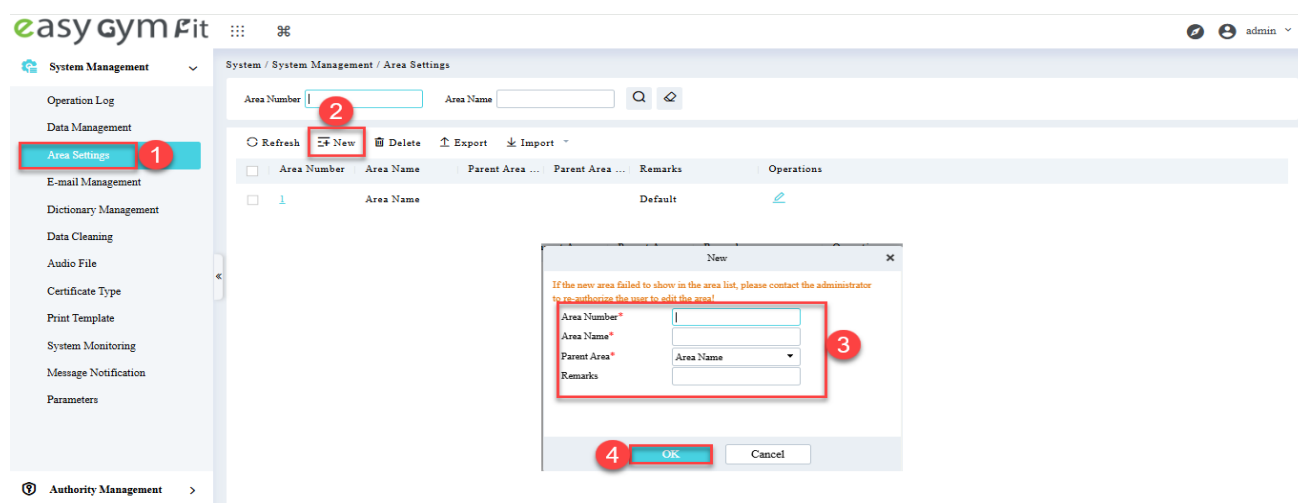 easy Gym Fit
admin
System Management
System / System Management / Area Settings
Operation Log
Data Management
Area Settings
E-mail Management
Dictionary Management
Data Cleaning
Audio File
Certificate Type
Print Template
System Monitoring
Message Notification
Parameters
Authority Management
1
Area Number
Area Name
2
Refresh New Delete Export Import
Area Number Area Name Parent Area ... Parent Area ... Remarks Operations
1 Area Name Default
New
If the new area failed to show in the area list, please contact the administrator
to re-authorize the user to edit the area!
Area Number*
Area Name*
Parent Area* Area Name
Remarks
3
4
OK Cancel